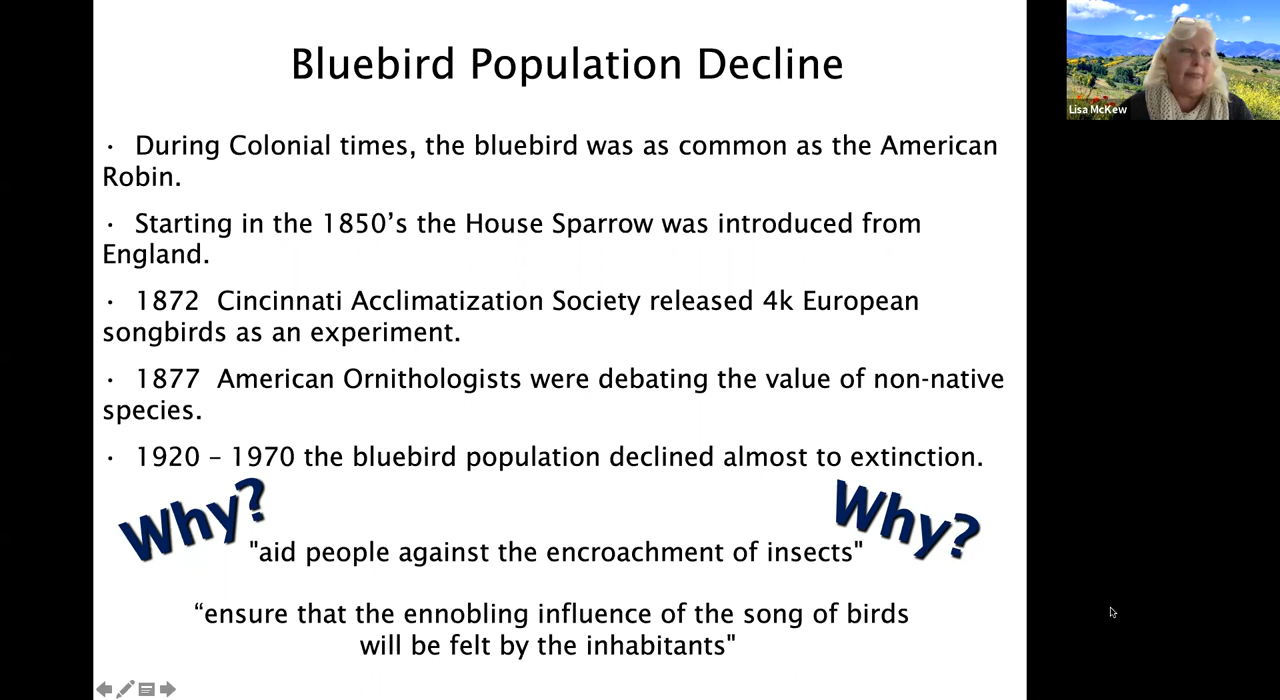 Bluebird Population Decline
Lisa McKew
· During Colonial times, the bluebird was as common as the American
Robin.
· Starting in the 1850’s the House Sparrow was introduced from
England.
· 1872 Cincinnati Acclimatization Society released 4k European
songbirds as an experiment.
· 1877 American Ornithologists were debating the value of non-native
species.
· 1920 – 1970 the bluebird population declined almost to extinction.
Why?
Why?
"aid people against the encroachment of insects"
“ensure that the ennobling influence of the song of birds
will be felt by the inhabitants"